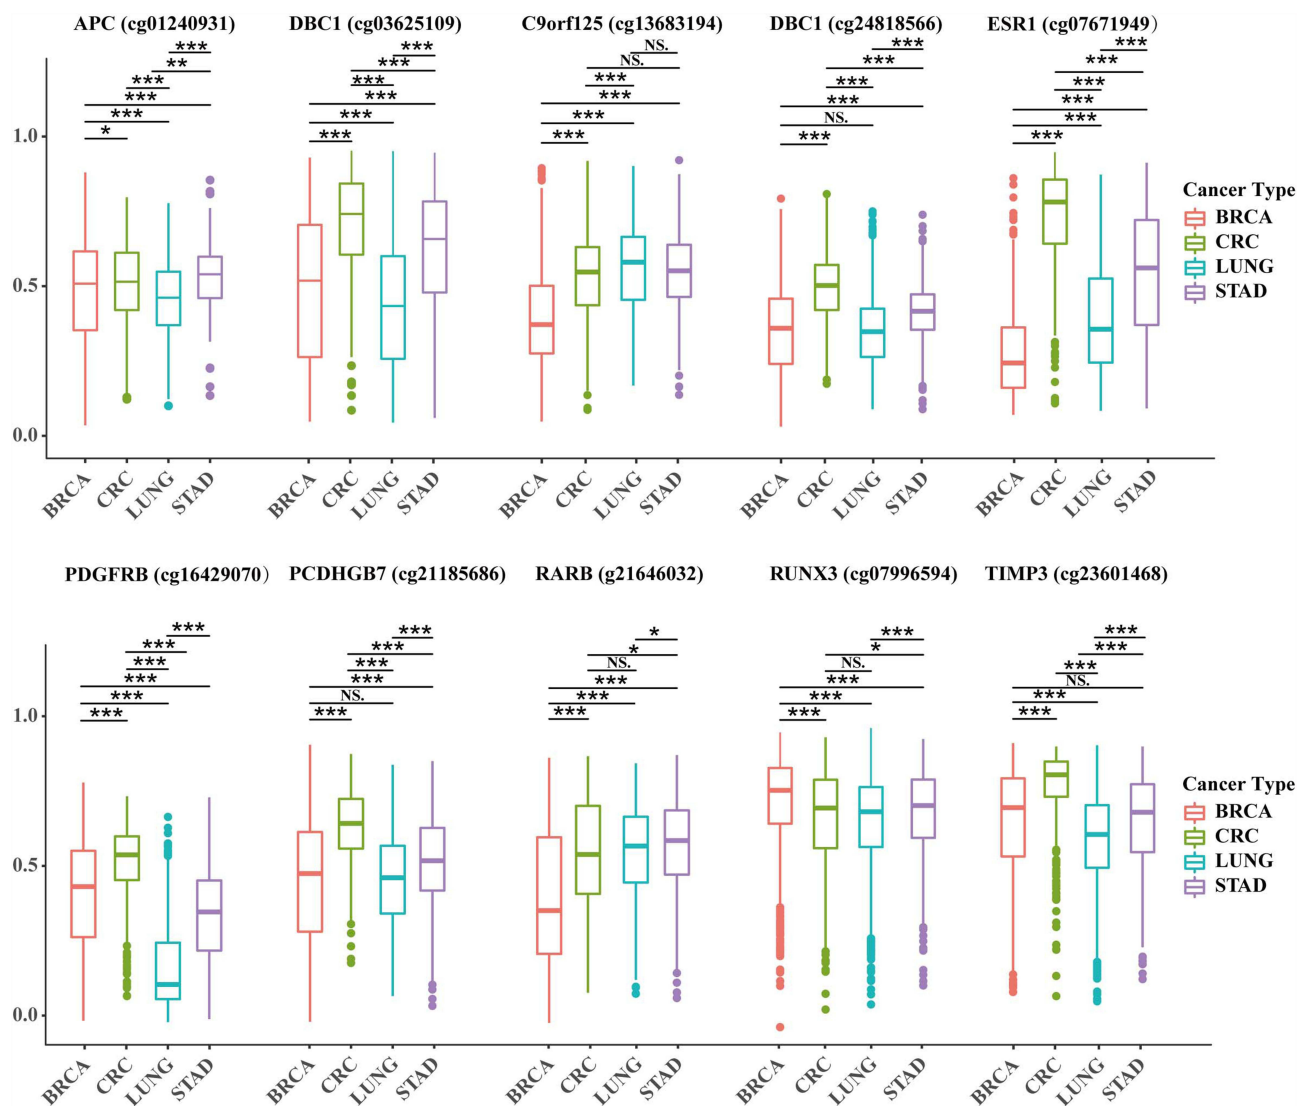 APC (cg01240931) DBC1 (cg03625109) C9orf125 (cg13683194) DBC1 (cg24818566) ESR1 (cg07671949)
*** *** NS. *** ***
** *** NS. *** ***
*** *** *** *** ***
*** *** *** *** ***
*** *** *** NS. ***
* *** *** *** ***
1.0
0.5
0.0
Cancer Type
BRCA
CRC
LUNG
STAD
BRCA CRC LUNG STAD BRCA CRC LUNG STAD BRCA CRC LUNG STAD BRCA CRC LUNG STAD BRCA CRC LUNG STAD
PDGFRB (cg16429070) PCDHGB7 (cg21185686) RARB (g21646032) RUNX3 (cg07996594) TIMP3 (cg23601468)
*** *** * *** ***
*** *** * * ***
*** *** NS. NS. ***
*** *** *** *** NS.
*** NS. *** *** ***
*** *** *** *** ***
1.0
0.5
0.0
Cancer Type
BRCA
CRC
LUNG
STAD
BRCA CRC LUNG STAD BRCA CRC LUNG STAD BRCA CRC LUNG STAD BRCA CRC LUNG STAD BRCA CRC LUNG STAD